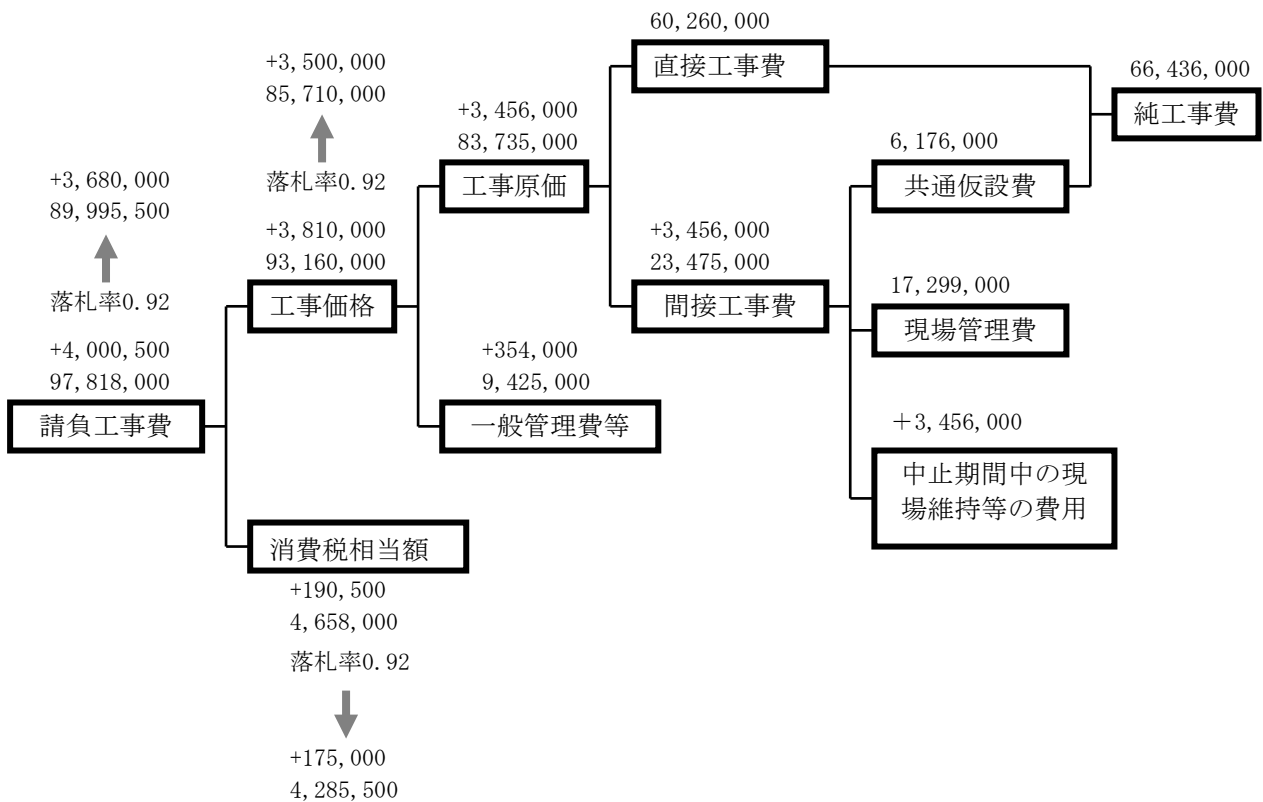 60,260,000
直接工事費
66,436,000
純工事費
+3,500,000
85,710,000
落札率0.92
+3,456,000
83,735,000
工事原価
6,176,000
共通仮設費
+3,680,000
89,995,500
落札率0.92
+3,810,000
93,160,000
工事価格
+3,456,000
23,475,000
間接工事費
17,299,000
現場管理費
+4,000,500
97,818,000
請負工事費
+354,000
9,425,000
一般管理費等
+3,456,000
中止期間中の現
場維持等の費用
消費税相当額
+190,500
4,658,000
落札率0.92
+175,000
4,285,500